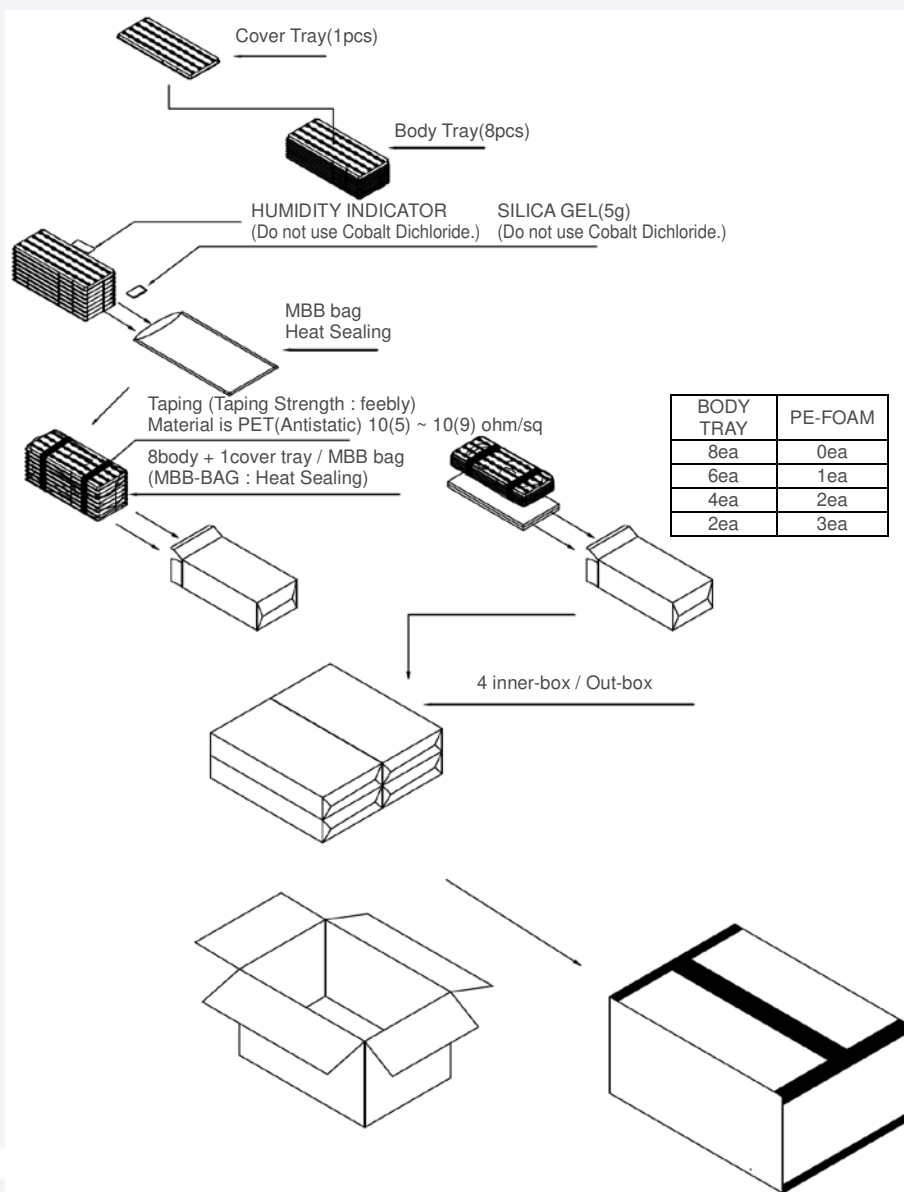 Cover Tray(1pcs)
Body Tray(8pcs)
HUMIDITY INDICATOR
(Do not use Cobalt Dichloride.)
SILICA GEL(5g)
(Do not use Cobalt Dichloride.)
MBB bag
Heat Sealing
Taping (Taping Strength : feebly)
Material is PET(Antistatic) 10(5) ~ 10(9) ohm/sq
8body + 1cover tray / MBB bag
(MBB-BAG : Heat Sealing)
BODY TRAY PE-FOAM
8ea 0ea
6ea 1ea
4ea 2ea
2ea 3ea
4 inner-box / Out-box